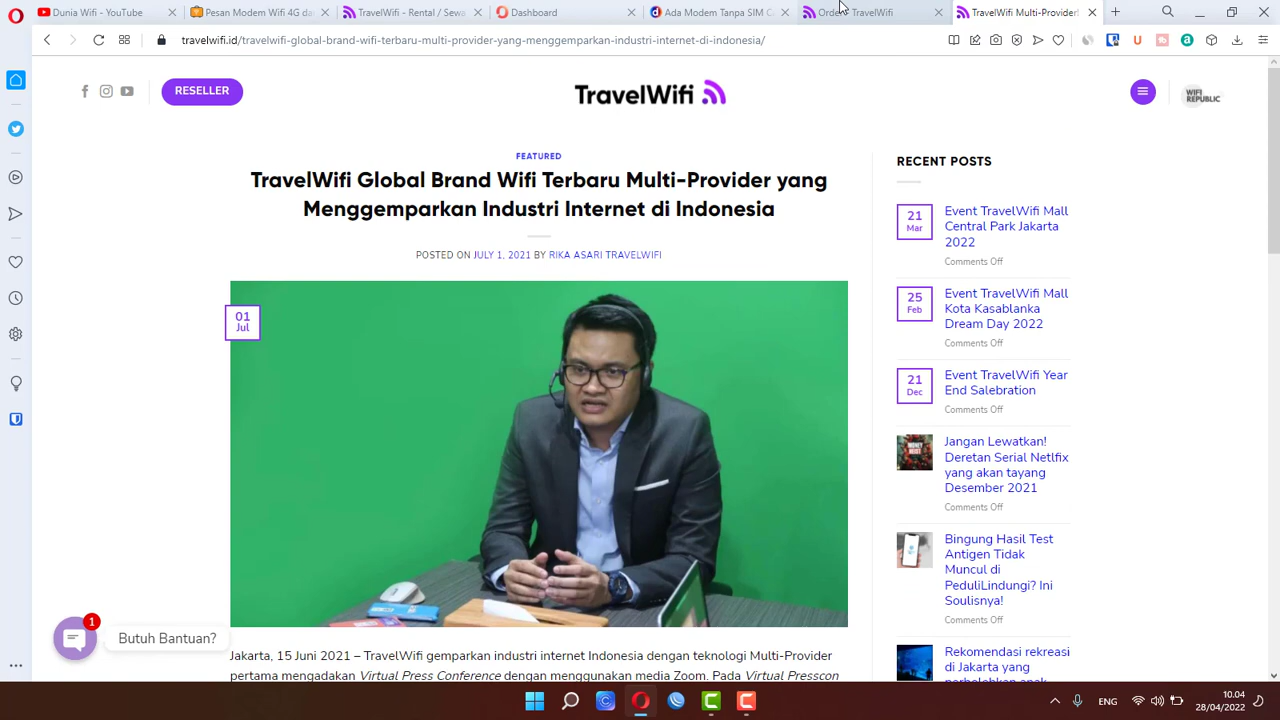 Dunia Wifi - YouTube
Pesan Modem Wifi 4G da
TravelWifi - Rental / Sewa
Dashboard
Ada Modem Tanpa SIM C
TravelWifi
TravelWifi Multi-Provider
travelwifi.id/travelwifi-global-brand-wifi-terbaru-multi-provider-yang-menggemparkan-industri-internet-di-indonesia/
RESELLER
TravelWifi
WIFI
REPUBLIC
FEATURED
TravelWifi Global Brand Wifi Terbaru Multi-Provider yang
Menggemparkan Industri Internet di Indonesia
POSTED ON JULY 1, 2021 BY RIKA ASARI TRAVELWIFI
01
Jul
Jakarta, 15 Juni 2021 – TravelWifi gemparkan industri internet Indonesia dengan teknologi Multi-Provider
pertama mengadakan Virtual Press Conference dengan menggunakan media Zoom. Pada Virtual Presscon
RECENT POSTS
21
Mar
Event TravelWifi Mall
Central Park Jakarta
2022
Comments Off
25
Feb
Event TravelWifi Mall
Kota Kasablanka
Dream Day 2022
Comments Off
21
Dec
Event TravelWifi Year
End Salebration
Comments Off
Jangan Lewatkan!
Deretan Serial Netlfix
yang akan tayang
Desember 2021
Comments Off
Bingung Hasil Test
Antigen Tidak
Muncul di
PeduliLindungi? Ini
Soulisnya!
Comments Off
Rekomendasi rekreasi
di Jakarta yang
1
Butuh Bantuan?
ENG
10.04
28/04/2022